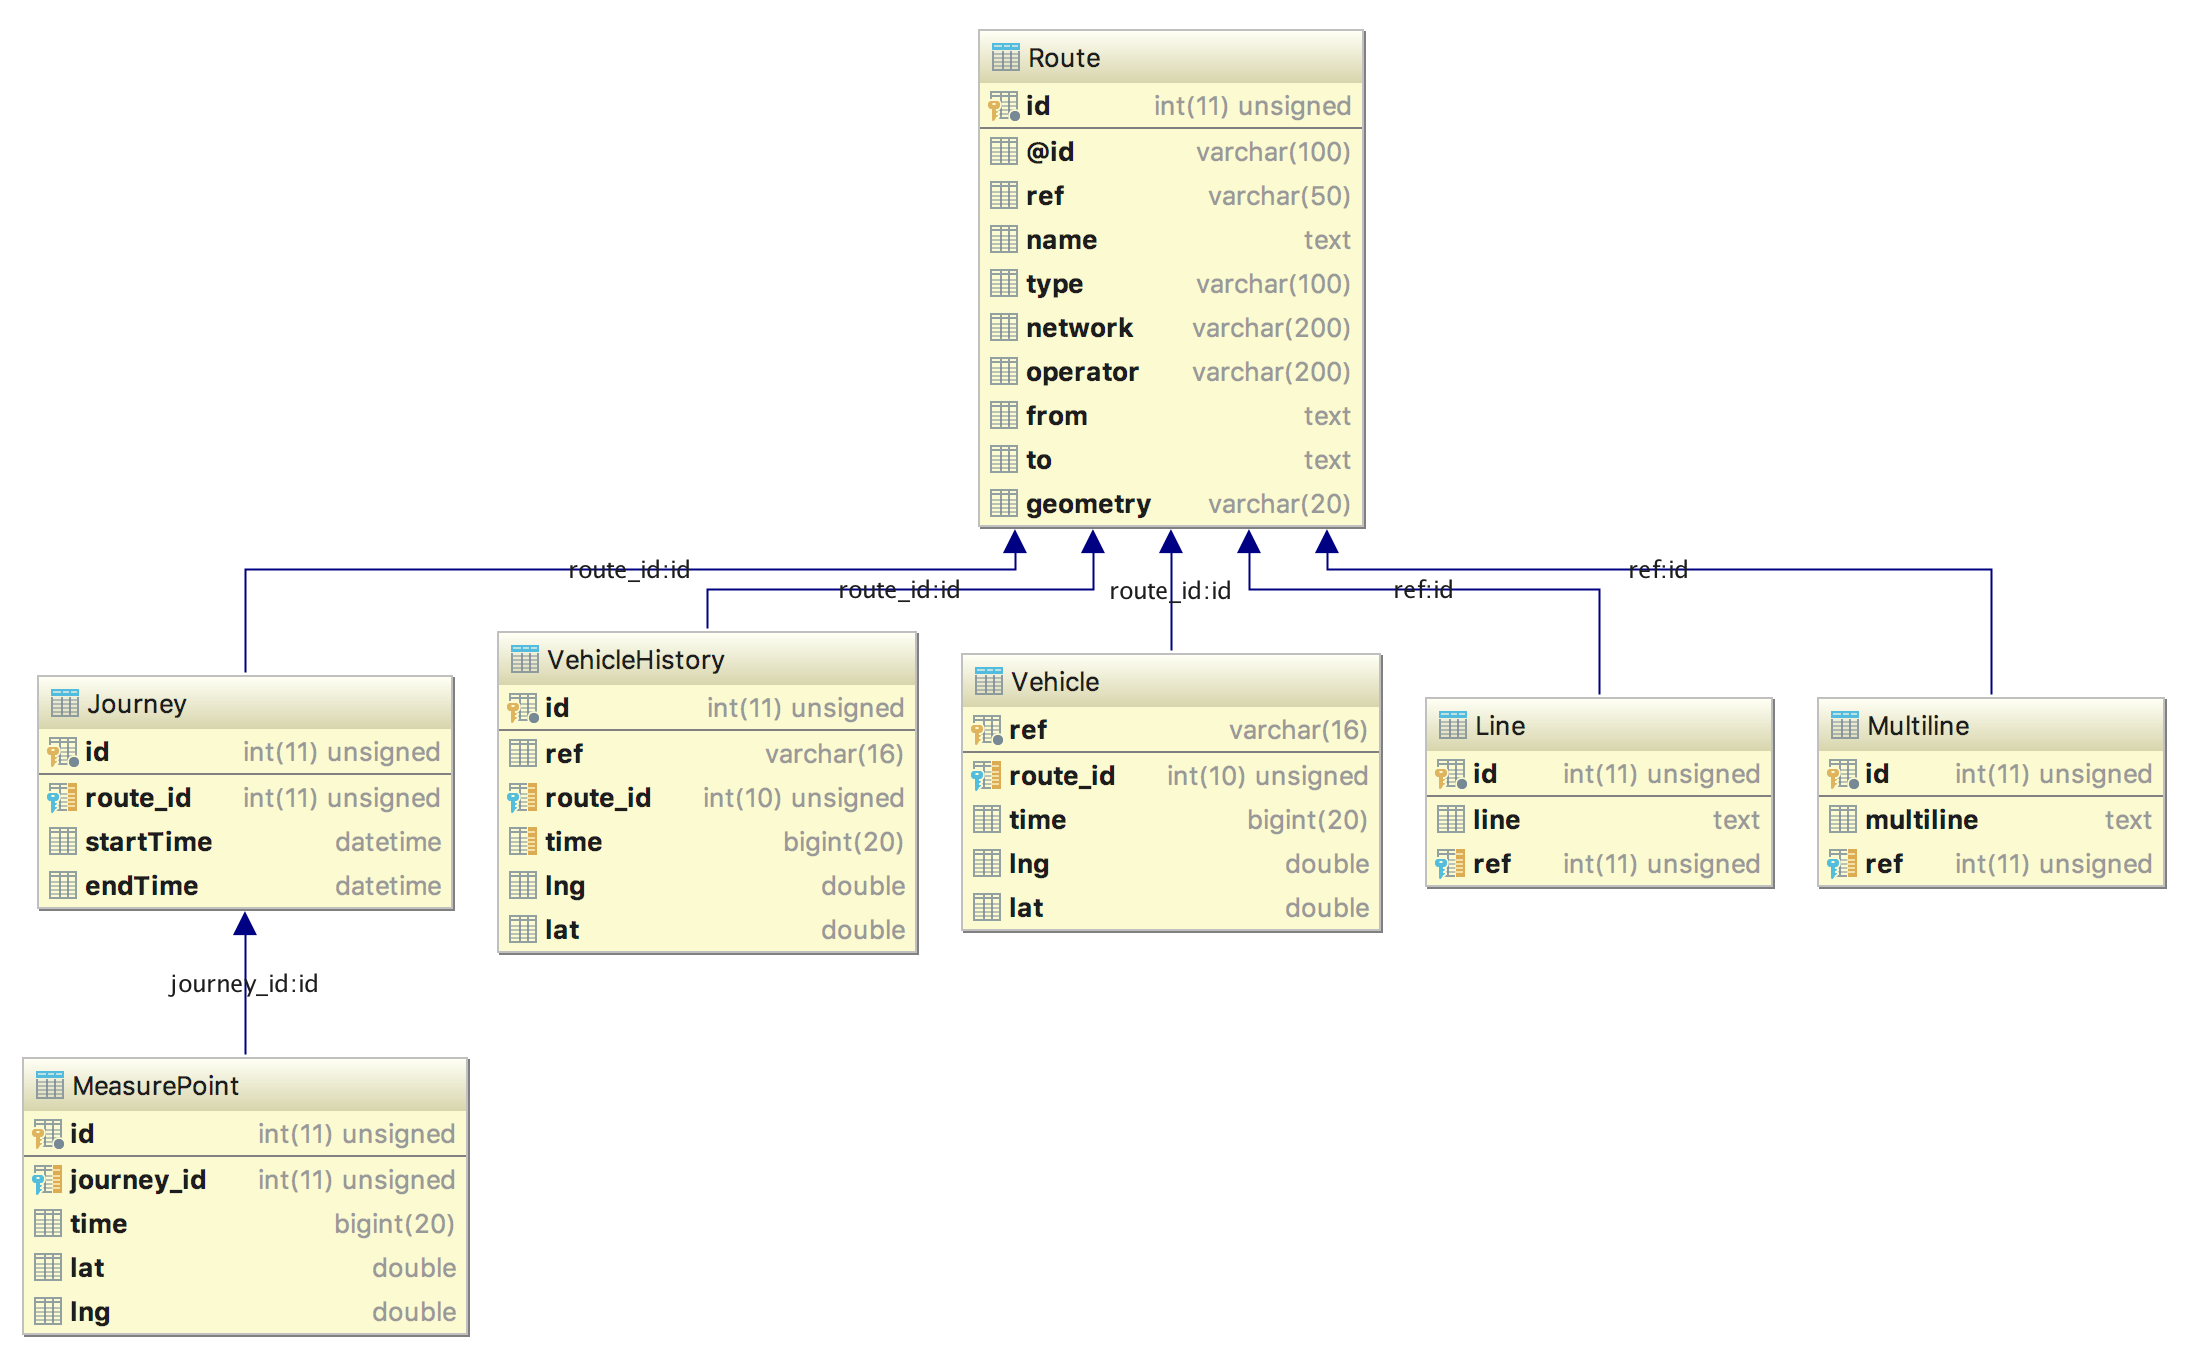 Route
id int(11) unsigned
@id varchar(100)
ref varchar(50)
name text
type varchar(100)
network varchar(200)
operator varchar(200)
from text
to text
geometry varchar(20)
route_id:id
route_id:id
route_id:id
ref:id
ref:id
Journey
id int(11) unsigned
route_id int(11) unsigned
startTime datetime
endTime datetime
VehicleHistory
id int(11) unsigned
ref varchar(16)
route_id int(10) unsigned
time bigint(20)
lng double
lat double
Vehicle
ref varchar(16)
route_id int(10) unsigned
time bigint(20)
lng double
lat double
Line
id int(11) unsigned
line text
ref int(11) unsigned
Multiline
id int(11) unsigned
multiline text
ref int(11) unsigned
journey_id:id
MeasurePoint
id int(11) unsigned
journey_id int(11) unsigned
time bigint(20)
lat double
lng double